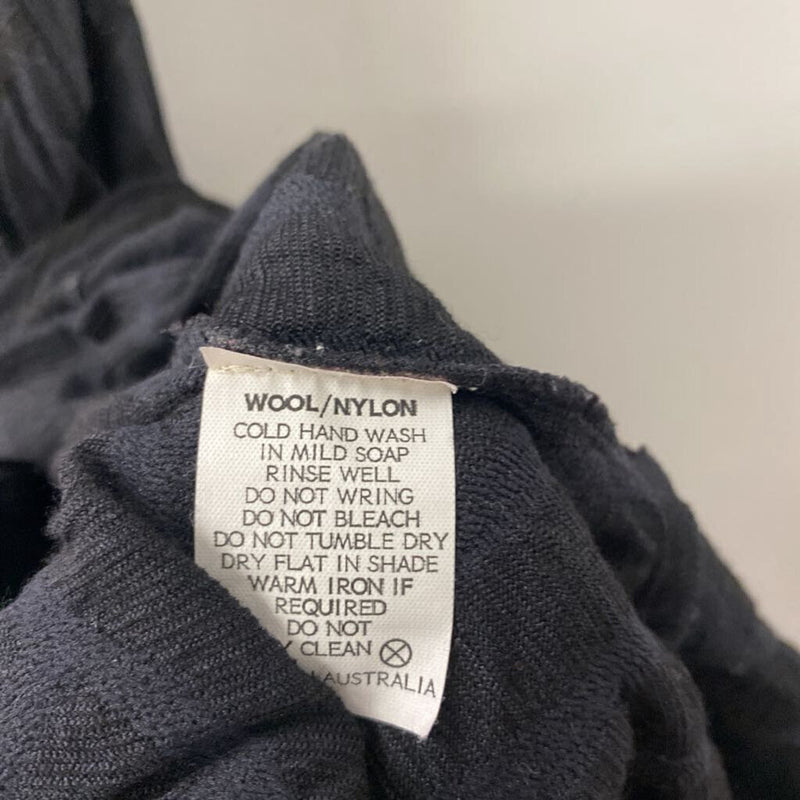 WOOL/NYLON
COLD HAND WASH
IN MILD SOAP
RINSE WELL
DO NOT WRING
DO NOT BLEACH
DO NOT TUMBLE DRY
DRY FLAT IN SHADE
WARM IRON IF
REQUIRED
DO NOT
CLEAN
AUSTRALIA